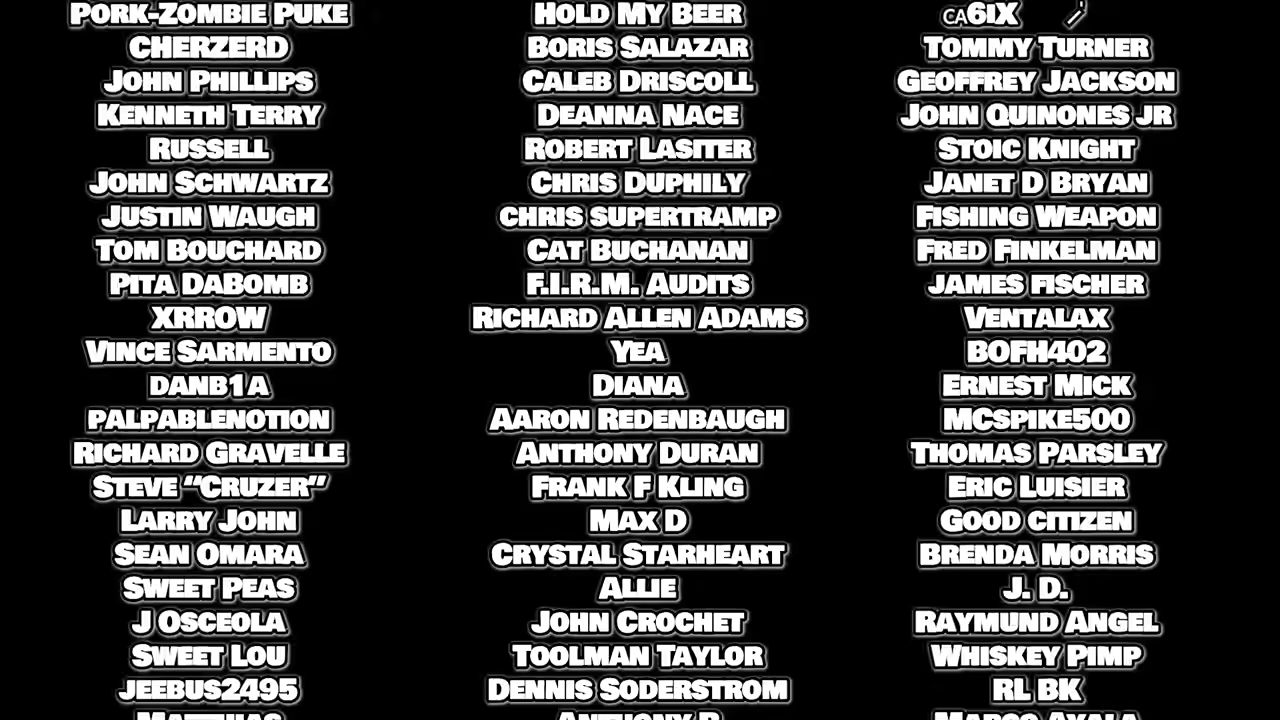 Pork-Zombie Puke
CHERZERD
John Phillips
Kenneth Terry
Russell
John Schwartz
Justin Waugh
Tom Bouchard
Pita DaBomb
XRROW
Vince Sarmento
danb1a
palpablenotion
Richard Gravelle
Steve “Cruzer”
Larry John
Sean Omara
Sweet Peas
J Osceola
Sweet Lou
jeebus2495
Matthias
Hold My Beer
Boris Salazar
Caleb Driscoll
Deanna Nace
Robert Lasiter
Chris Duphily
chris supertramp
Cat Buchanan
F.I.R.M. Audits
Richard Allen Adams
Yea
Diana
Aaron Redenbaugh
Anthony Duran
Frank F Kling
Max D
Crystal Starheart
Allie
John Crochet
Toolman Taylor
Dennis Soderstrom
Anthony
CA6IX
Tommy Turner
Geoffrey Jackson
John Quinones Jr
Stoic Knight
Janet D Bryan
Fishing Weapon
Fred Finkelman
james fischer
Ventalax
BOFH402
Ernest Mick
MCspike500
Thomas Parsley
Eric Luisier
Good citizen
Brenda Morris
J. D.
Raymund Angel
Whiskey Pimp
RL BK
Marco Ayala